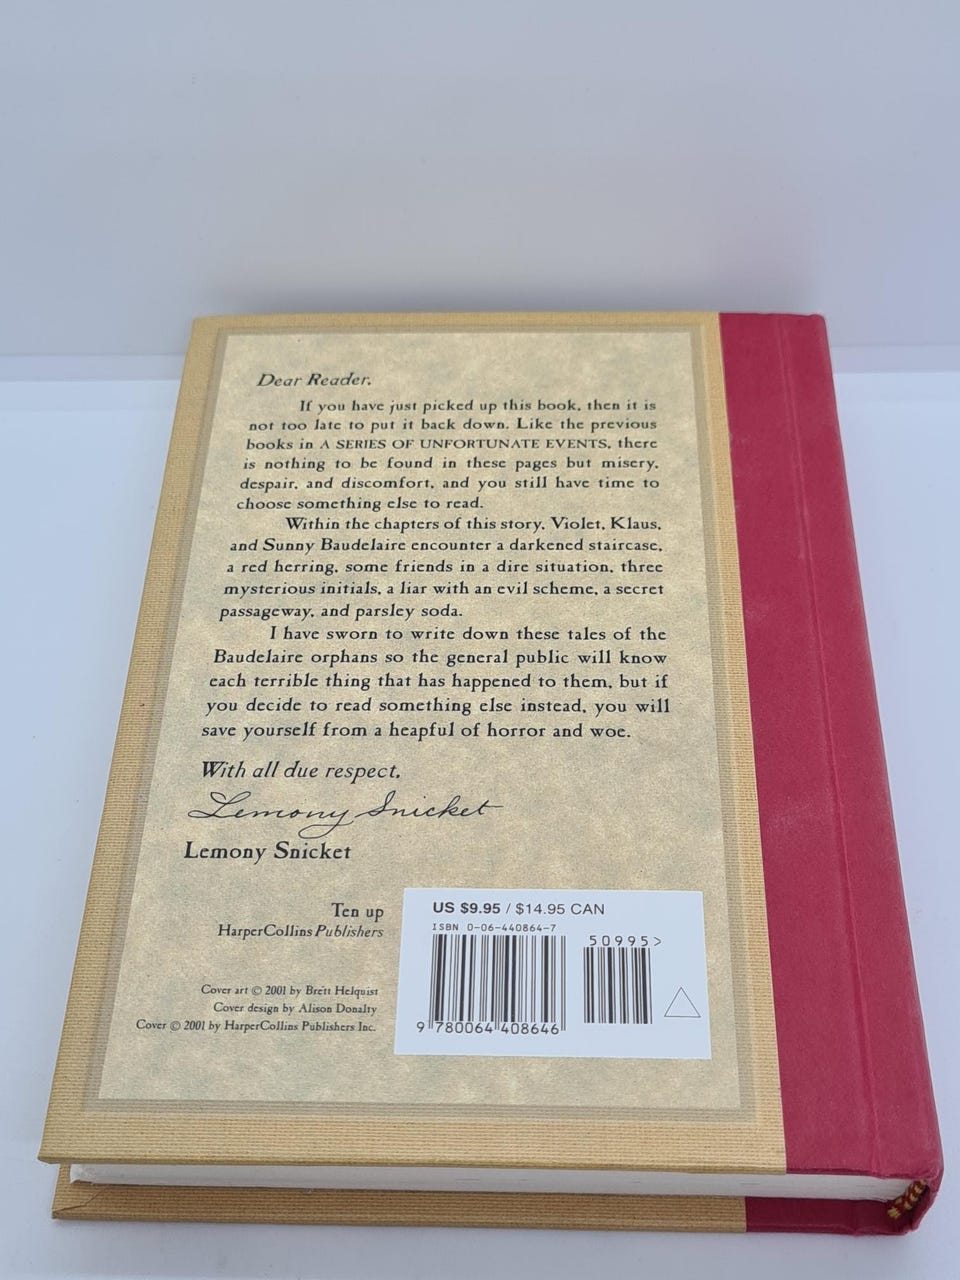 Dear Reader,
If you have just picked up this book, then it is
not too late to put it back down. Like the previous
books in A SERIES OF UNFORTUNATE EVENTS, there
is nothing to be found in these pages but misery,
despair, and discomfort, and you still have time to
choose something else to read.
Within the chapters of this story, Violet, Klaus,
and Sunny Baudelaire encounter a darkened staircase,
a red herring, some friends in a dire situation, three
mysterious initials, a liar with an evil scheme, a secret
passageway, and parsley soda.
I have sworn to write down these tales of the
Baudelaire orphans so the general public will know
each terrible thing that has happened to them, but if
you decide to read something else instead, you will
save yourself from a heapful of horror and woe.
With all due respect,
Lemony Snicket
Lemony Snicket
Ten up
HarperCollinsPublishers
Cover art © 2001 by Brett Helquist
Cover design by Alison Donalty
Cover © 2001 by HarperCollins Publishers Inc.
US $9.95 / $14.95 CAN
ISBN 0-06-440864-7
50995>
9 780064 408646